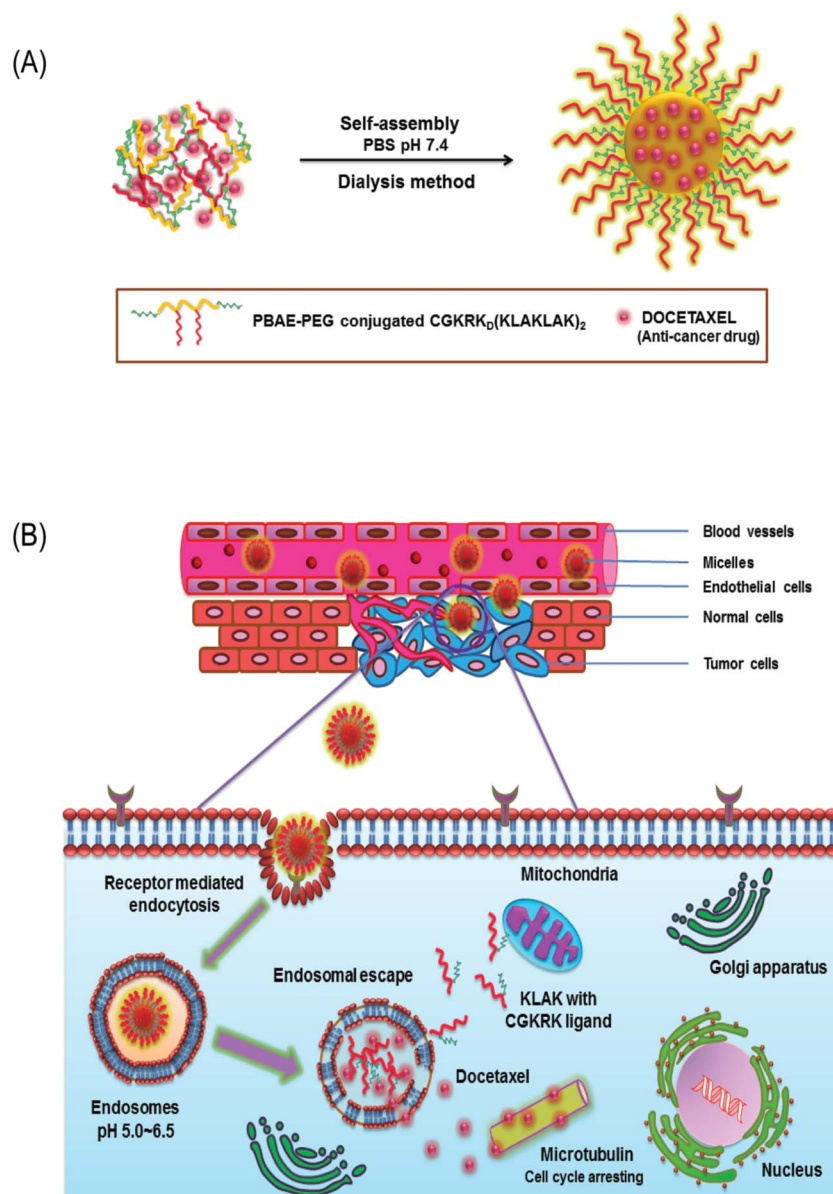 (A)
Self-assembly
PBS pH 7.4
Dialysis method
PBAE-PEG conjugated CGKRK_D(KLAKLAK)₂
DOCETAXEL
(Anti-cancer drug)
(B)
Blood vessels
Micelles
Endothelial cells
Normal cells
Tumor cells
Receptor mediated
endocytosis
Mitochondria
Golgi apparatus
Endosomal escape
KLAK with
CGKRK ligand
Docetaxel
Endosomes
pH 5.0~6.5
Microtubulin
Cell cycle arresting
Nucleus